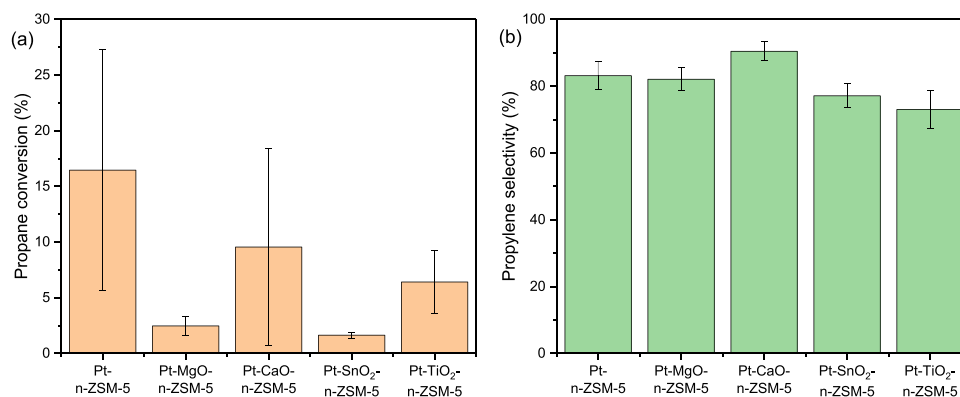 (a)
Propane conversion (%)
30
25
20
15
10
5
0
Pt-
n-ZSM-5
Pt-MgO-
n-ZSM-5
Pt-CaO-
n-ZSM-5
Pt-SnO₂-
n-ZSM-5
Pt-TiO₂-
n-ZSM-5
(b)
Propylene selectivity (%)
100
80
60
40
20
0
Pt-
n-ZSM-5
Pt-MgO-
n-ZSM-5
Pt-CaO-
n-ZSM-5
Pt-SnO₂-
n-ZSM-5
Pt-TiO₂-
n-ZSM-5